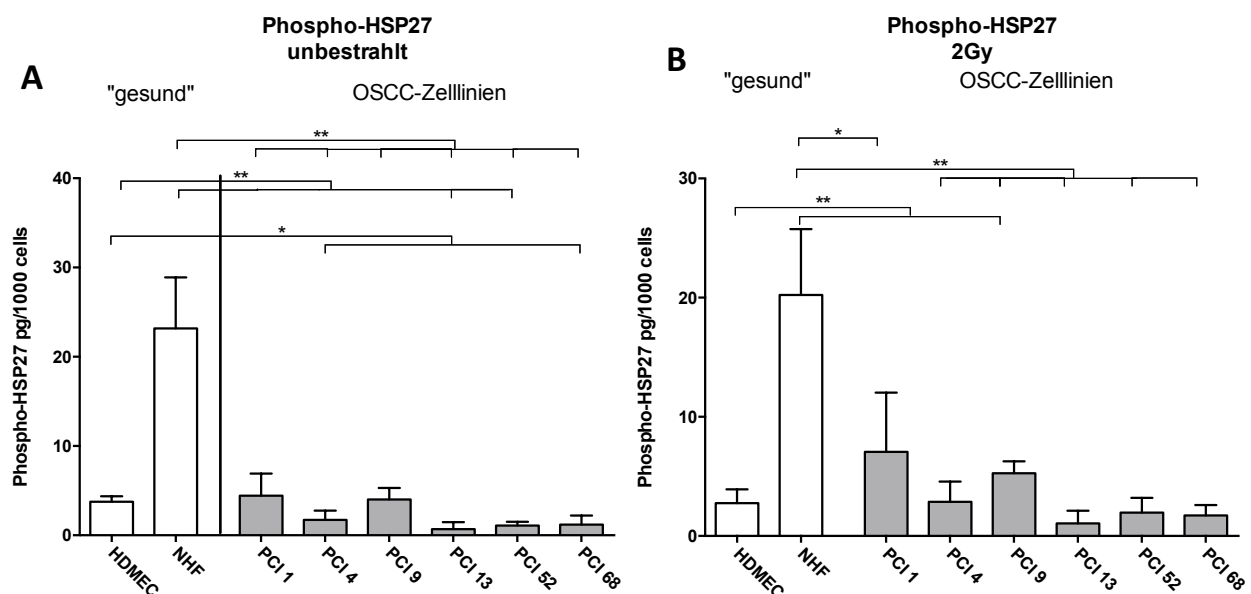 A
Phospho-HSP27
unbestrahlt
"gesund"
OSCC-Zelllinien
**
**
*
Phospho-HSP27 pg/1000 cells
40
30
20
10
0
HDMEC
NHF
PCI 1
PCI 4
PCI 9
PCI 13
PCI 52
PCI 68
B
Phospho-HSP27
2Gy
"gesund"
OSCC-Zelllinien
*
**
**
Phospho-HSP27 pg/1000 cells
30
20
10
0
HDMEC
NHF
PCI 1
PCI 4
PCI 9
PCI 13
PCI 52
PCI 68